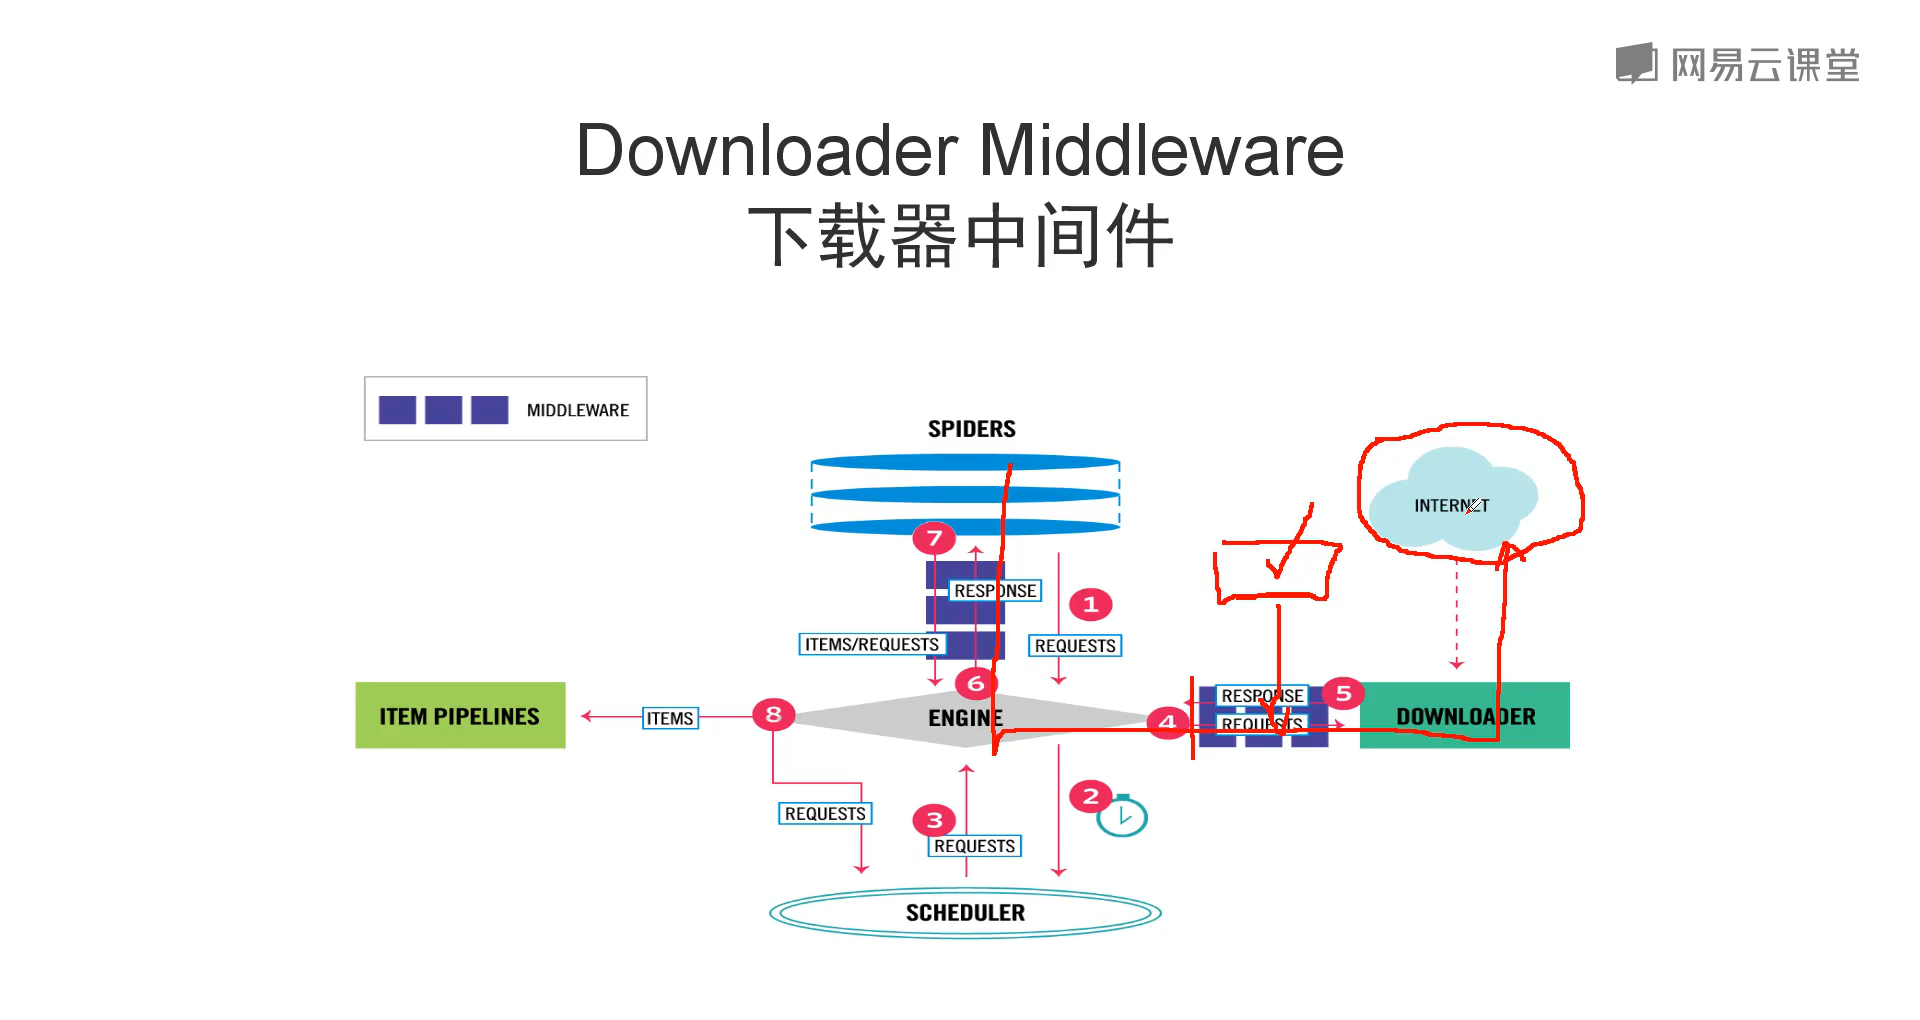 网易云课堂
Downloader Middleware
下载器中间件
MIDDLEWARE
SPIDERS
INTERNET
7
RESPONSE
1
ITEMS/REQUESTS
REQUESTS
6
ITEM PIPELINES
ITEMS
8
ENGINE
4
RESPONSE
REQUESTS
5
DOWNLOADER
REQUESTS
3
REQUESTS
2
SCHEDULER